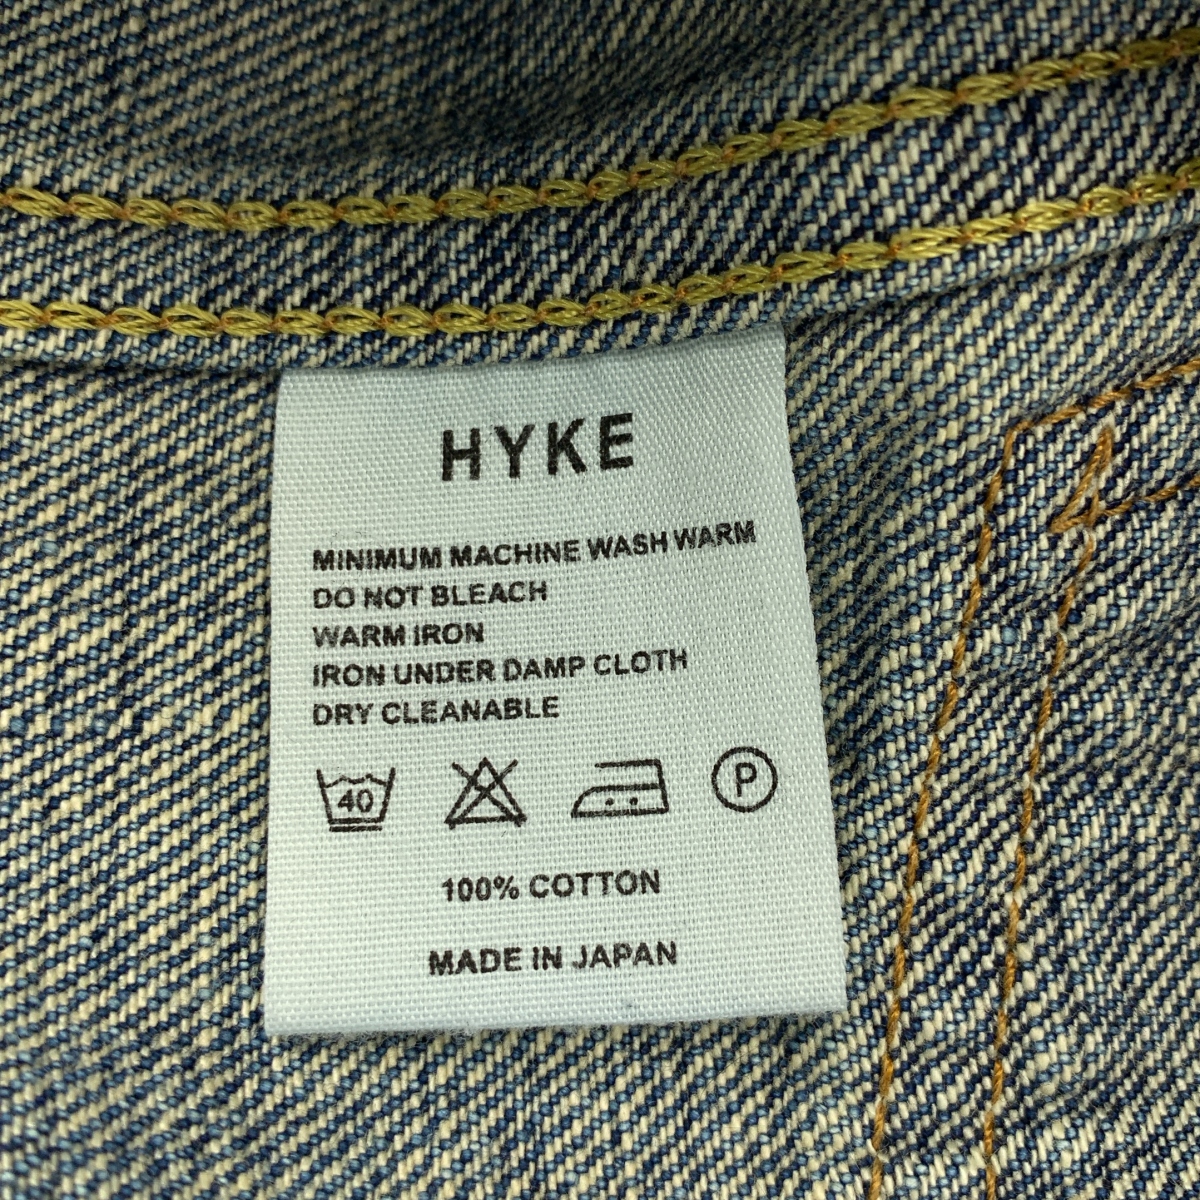 HYKE
MINIMUM MACHINE WASH WARM
DO NOT BLEACH
WARM IRON
IRON UNDER DAMP CLOTH
DRY CLEANABLE
40 P
100% COTTON
MADE IN JAPAN